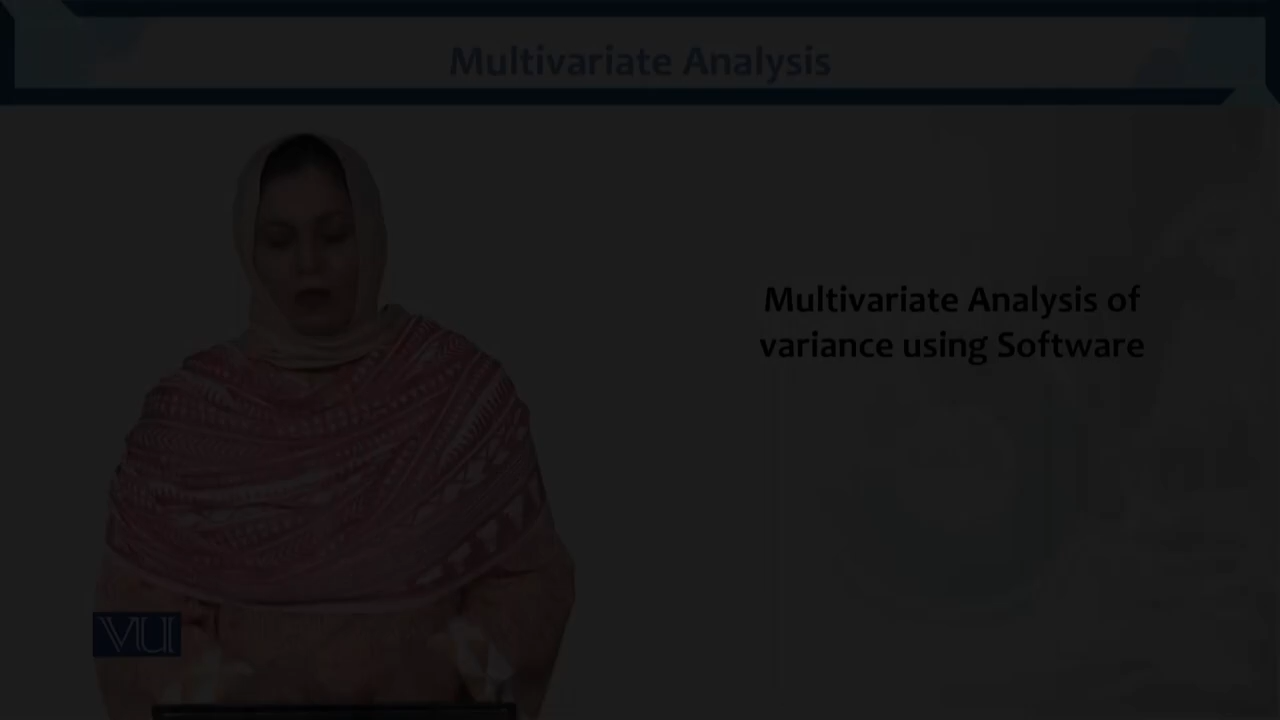 Multivariate Analysis
Multivariate Analysis of
variance using Software
VU